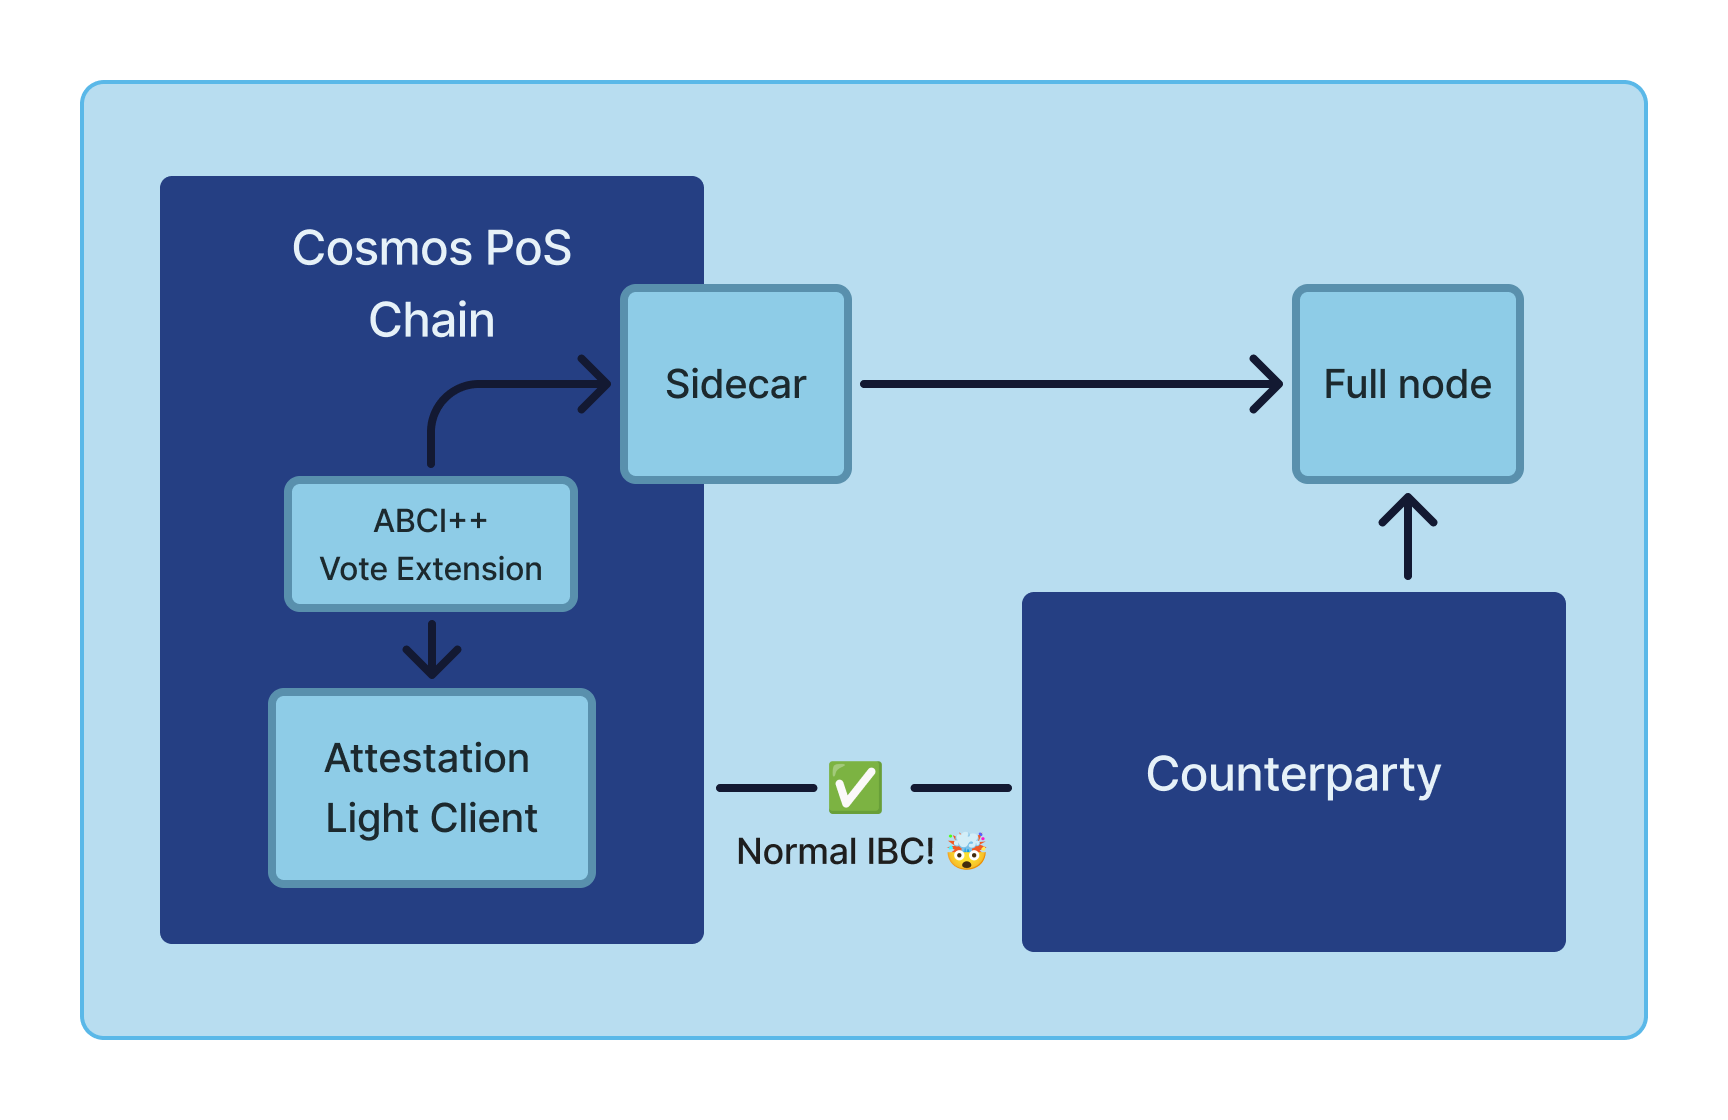 Cosmos PoS
Chain
Sidecar
Full node
ABCI++
Vote Extension
Attestation
Light Client
Counterparty
Normal IBC! 🤯